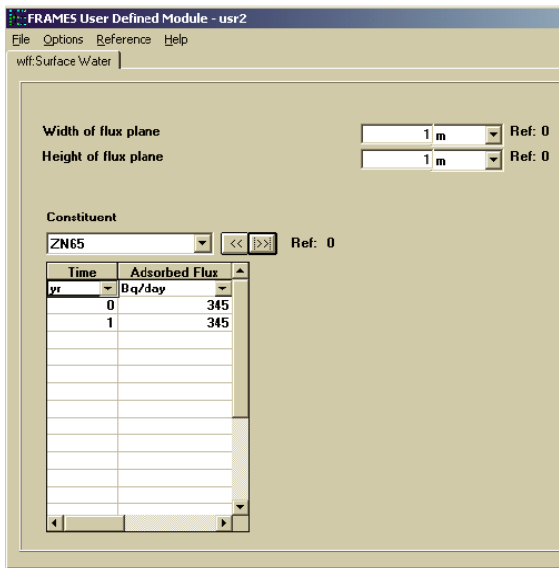 FRAMES User Defined Module - usr2
File Options Reference Help
wff:Surface Water
Width of flux plane 1 m Ref: 0
Height of flux plane 1 m Ref: 0
Constituent
ZN65 << >> Ref: 0
Time Adsorbed Flux
yr Bq/day
0 345
1 345